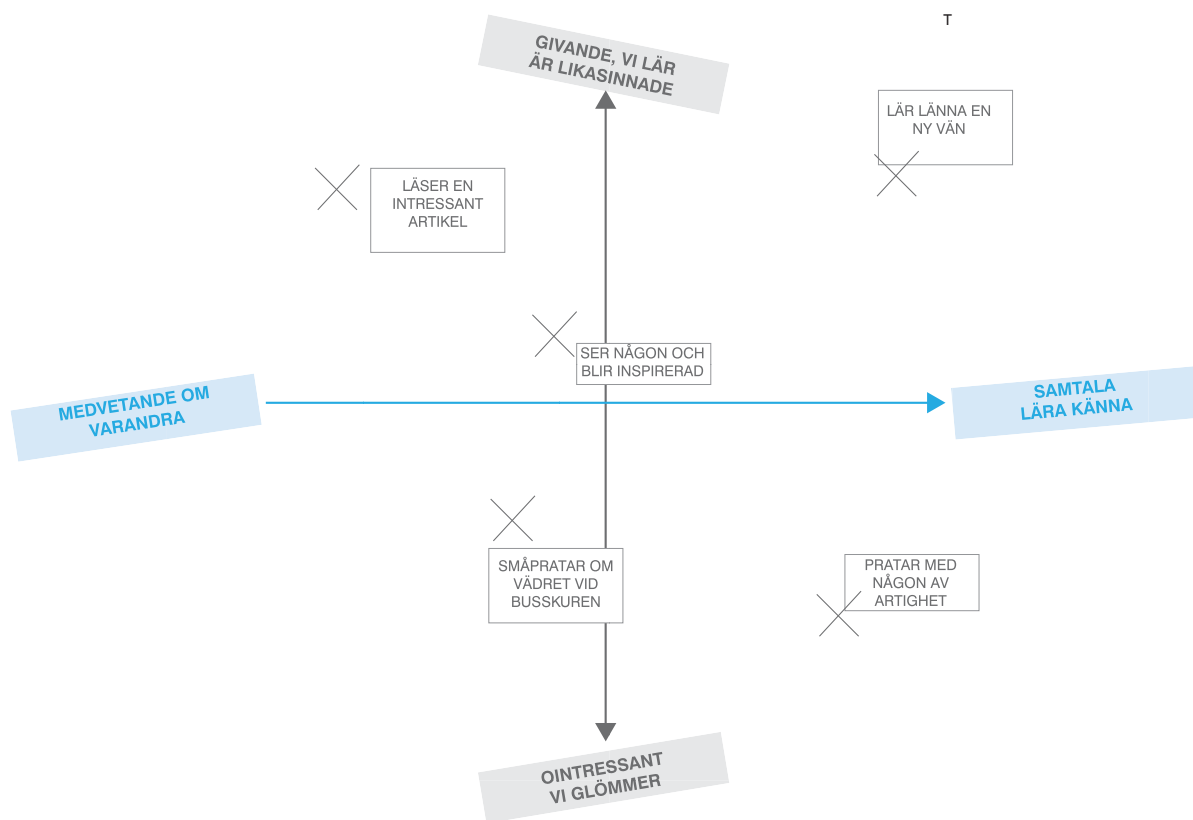 T
GIVANDE, VI LÄR
ÄR LIKASINNADE
LÄR LÄNNA EN
NY VÄN
LÄSER EN
INTRESSANT
ARTIKEL
SER NÅGON OCH
BLIR INSPIRERAD
MEDVETANDE OM
VARANDRA
SAMTALA
LÄRA KÄNNA
SMÅPRATAR OM
VÄDRET VID
BUSSKUREN
PRATAR MED
NÅGON AV
ARTIGHET
OINTRESSANT
VI GLÖMMER